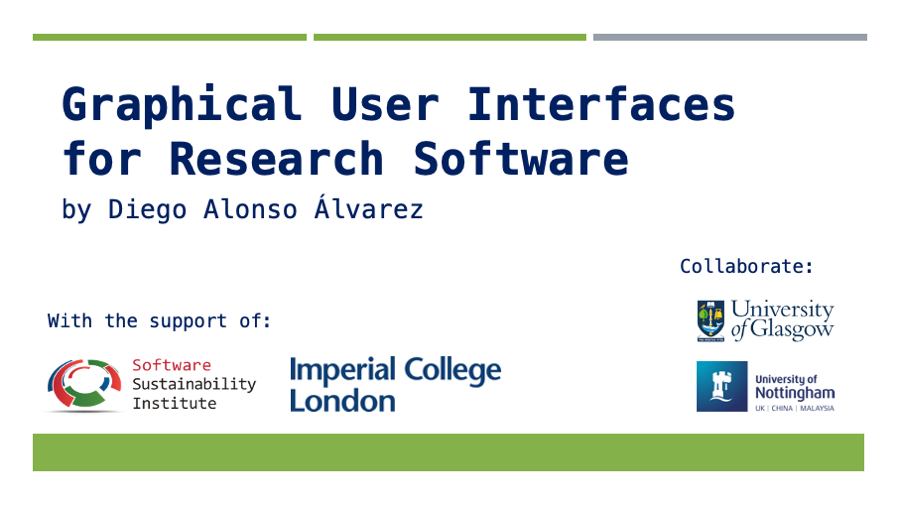 Graphical User Interfaces
for Research Software
by Diego Alonso Álvarez
Collaborate:
University
of Glasgow
With the support of:
Software
Sustainability
Institute
Imperial College
London
University of
Nottingham
UK | CHINA | MALAYSIA